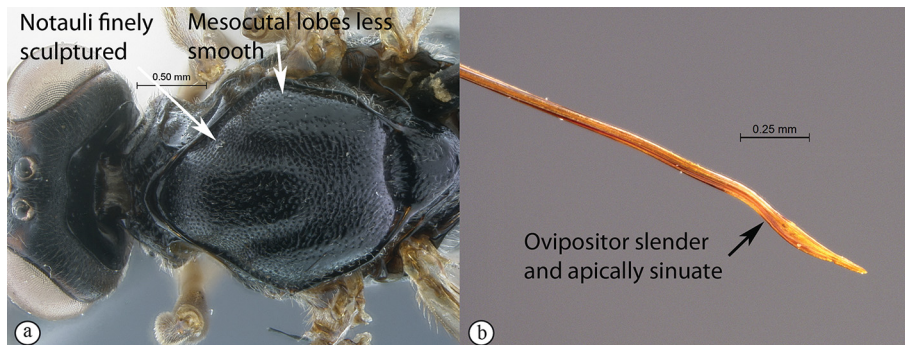 Notauli finely
sculptured
Mesocutal lobes less
smooth
0.50 mm
a
0.25 mm
Ovipositor slender
and apically sinuate
b